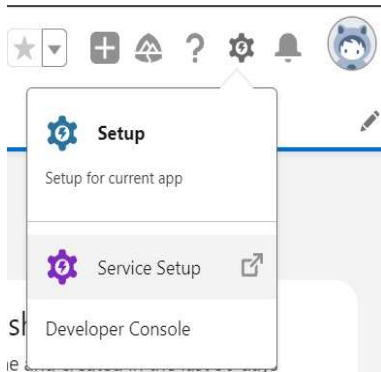 Setup
Setup for current app
Service Setup
Developer Console